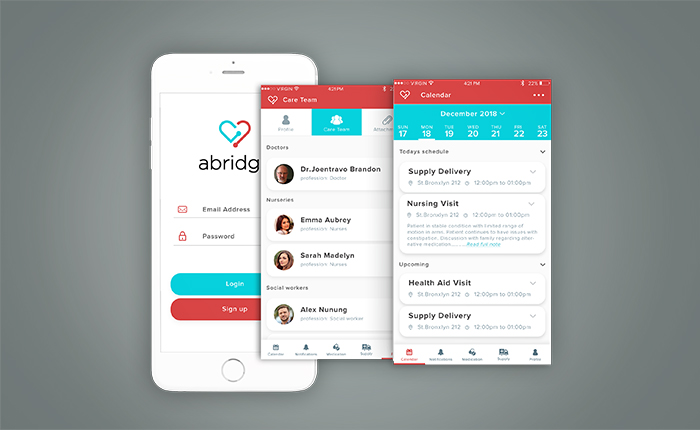 abridg
Email Address
Password
Login
Sign up
VIRGIN 4:21 PM
Care Team
Profile
Care Team
Attachm
Doctors
Dr.Joentravo Brandon
profession: Doctor
Nurseries
Emma Aubrey
profession: Nurses
Sarah Madelyn
profession: Nurses
Social workers
Alex Nunung
profession: Social worker
Calendar Notifications Medication Supply
VIRGIN 4:21 PM 22%
Calendar
December 2018
SUN MON TUE WED THU FRI SAT
17 18 19 20 21 22 23
Todays schedule
Supply Delivery
St.Bronxlyn 212 12:00pm to 01:00pm
Nursing Visit
St.Bronxlyn 212 12:00pm to 01:00pm
Patient in stable condition with limited range of
motion in arms. Patient continues to have issues with
constipation. Discussion with family regarding alter-
native medication..........Read full note
Upcoming
Health Aid Visit
St.Bronxlyn 212 12:00pm to 01:00pm
Supply Delivery
St.Bronxlyn 212 12:00pm to 01:00pm
Calendar Notifications Medication Supply Profile